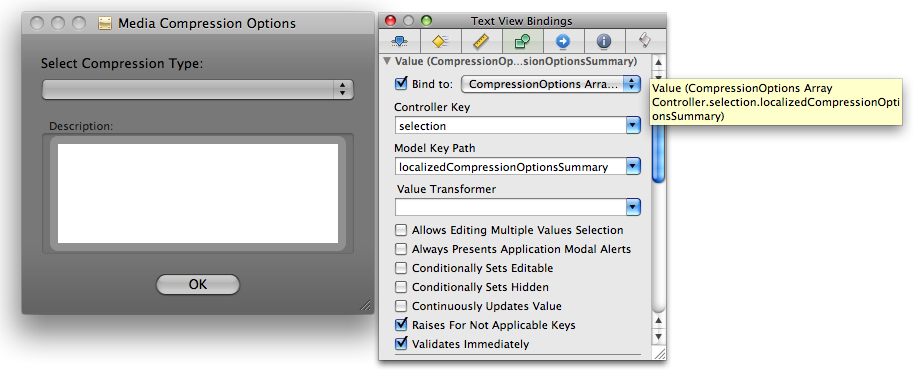 Media Compression Options
Select Compression Type:
Description:
OK
Text View Bindings
Value (CompressionOp...sionOptionsSummary)
Bind to: CompressionOptions Arra...
Controller Key
selection
Model Key Path
localizedCompressionOptionsSummary
Value Transformer
Allows Editing Multiple Values Selection
Always Presents Application Modal Alerts
Conditionally Sets Editable
Conditionally Sets Hidden
Continuously Updates Value
Raises For Not Applicable Keys
Validates Immediately
Value (CompressionOptions Array
Controller.selection.localizedCompressionOpti
onsSummary)